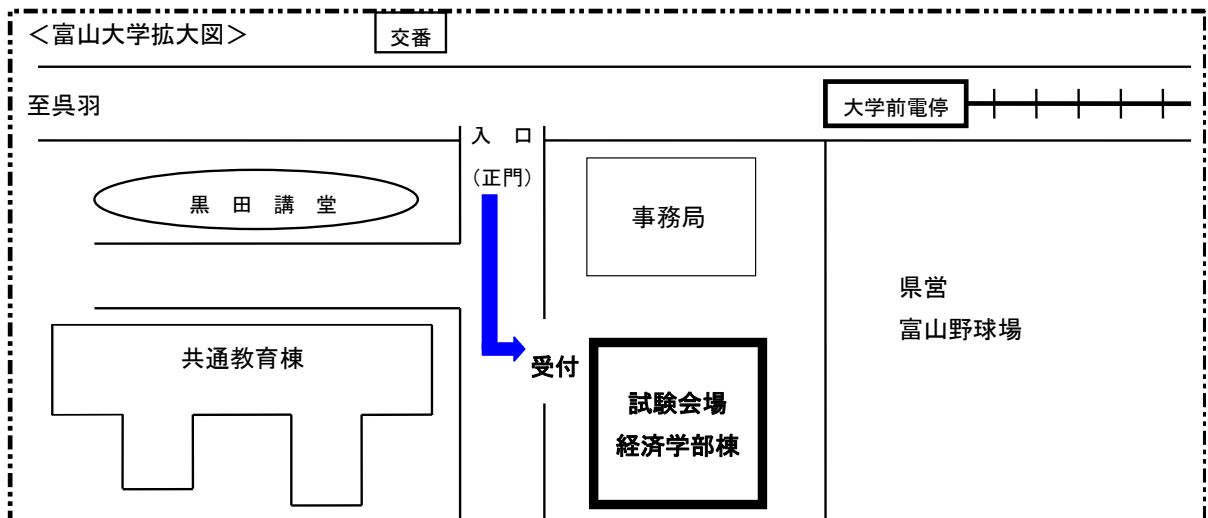 <富山大学拡大図>
交番
至呉羽
大学前電停
入 口
(正門)
黒 田 講 堂
事務局
県営
富山野球場
共通教育棟
受付
試験会場
経済学部棟